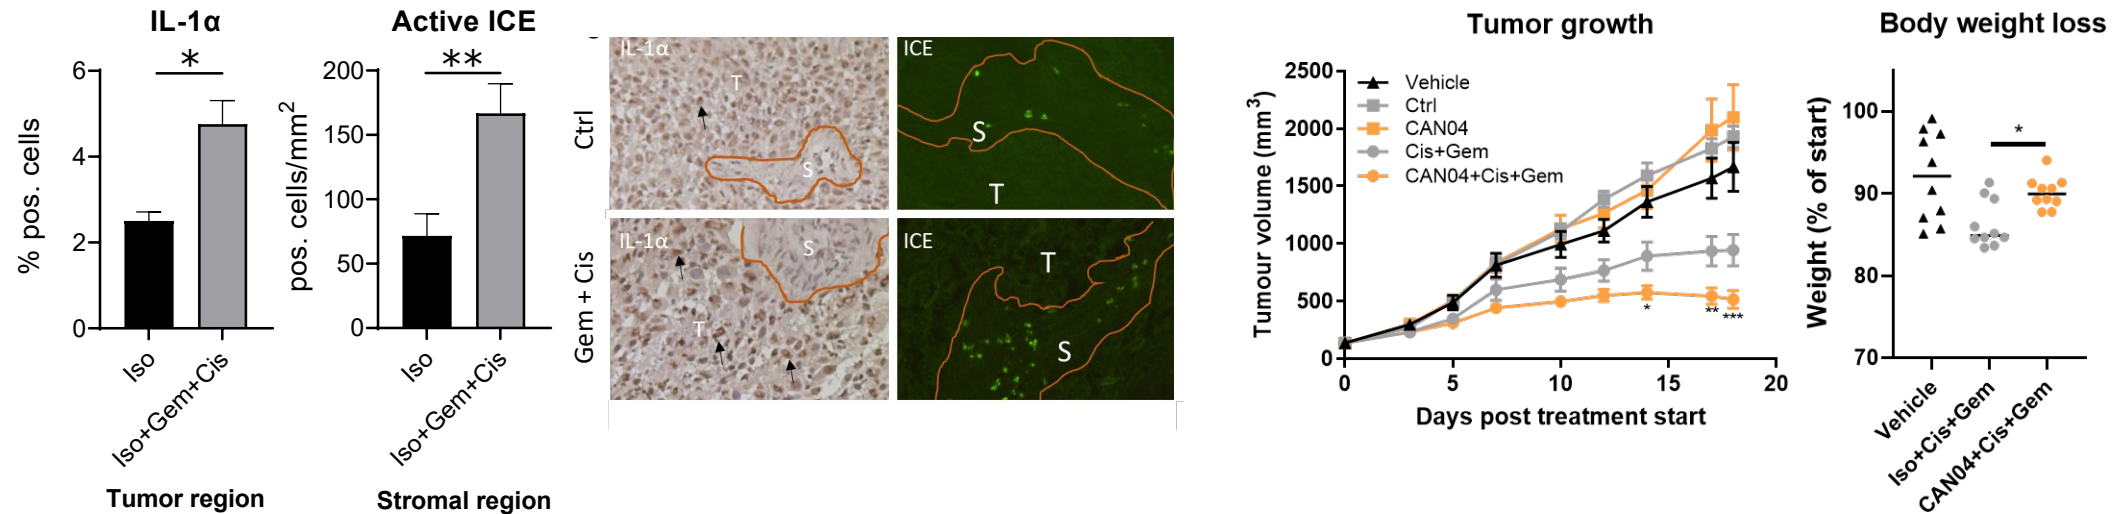 IL-1α
*
6
4
2
0
% pos. cells
Iso
Iso+Gem+Cis
Tumor region
Active ICE
**
200
150
100
50
0
pos. cells/mm²
Iso
Iso+Gem+Cis
Stromal region
Ctrl
IL-1α
T
S
ICE
S
T
Gem + Cis
IL-1α
S
T
ICE
T
S
Tumor growth
2500
2000
1500
1000
500
0
Tumour volume (mm³)
Vehicle
Ctrl
CAN04
Cis+Gem
CAN04+Cis+Gem
*
**
***
0
5
10
15
20
Days post treatment start
Body weight loss
100
90
80
70
Weight (% of start)
*
Vehicle
Iso+Cis+Gem
CAN04+Cis+Gem